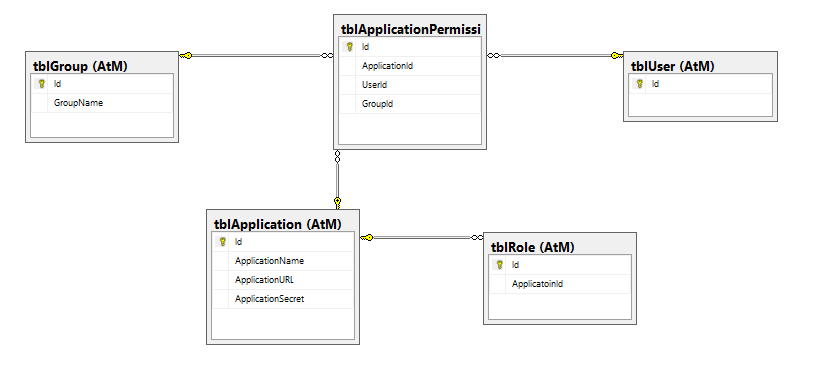 tblApplicationPermissi
Id
ApplicationId
UserId
GroupId
tblGroup (AtM)
Id
GroupName
tblUser (AtM)
Id
tblApplication (AtM)
Id
ApplicationName
ApplicationURL
ApplicationSecret
tblRole (AtM)
Id
ApplicatoinId